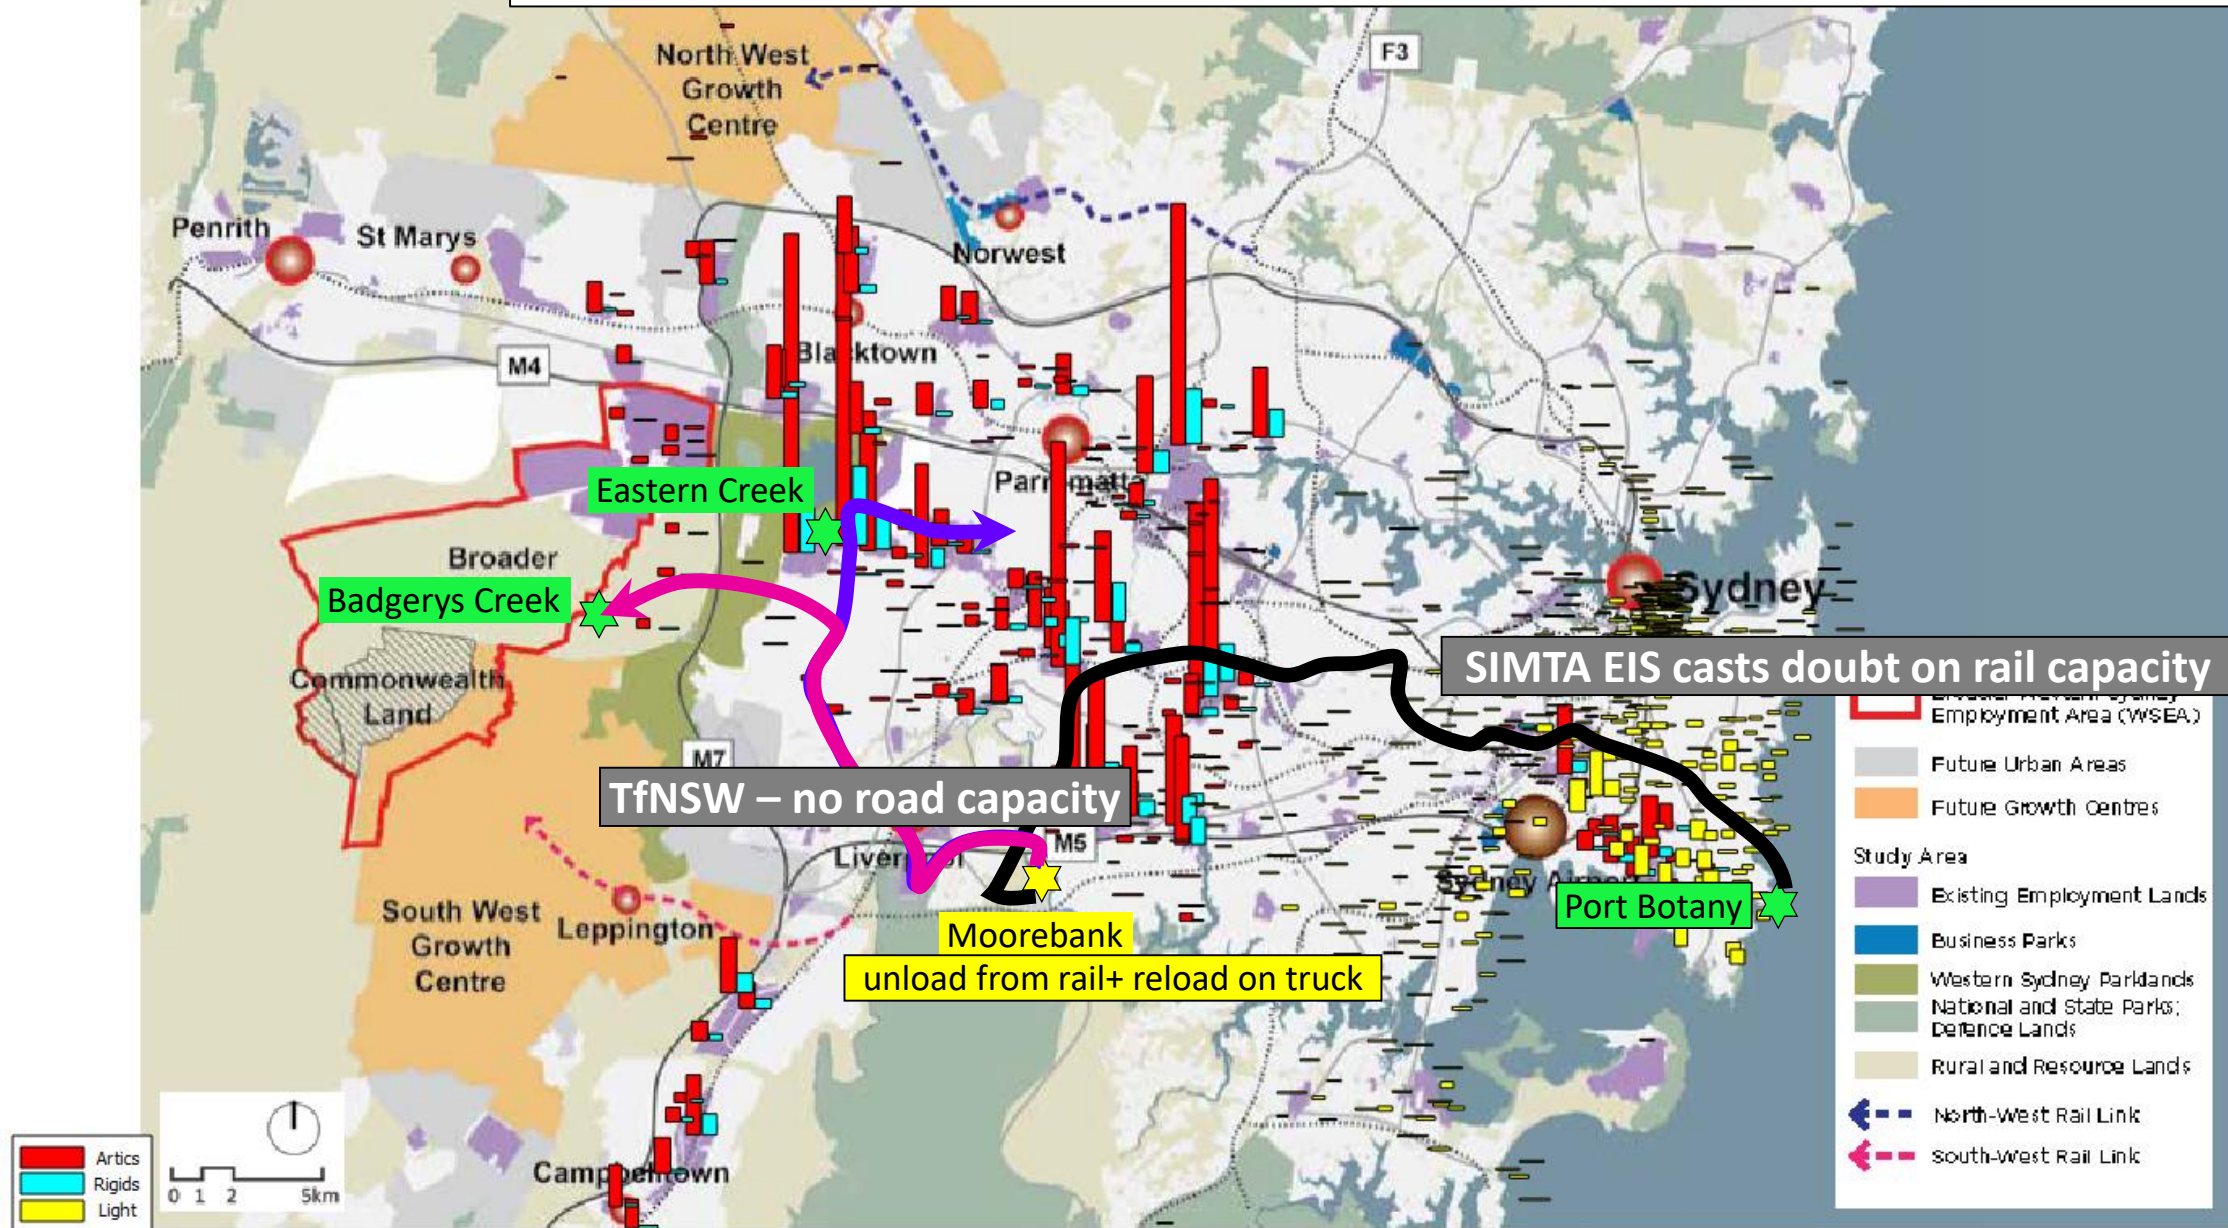 North West
Growth
Centre
F3
Penrith
St Marys
Norwest
Blacktown
M4
Eastern Creek
Parramatta
Broader
Badgerys Creek
Sydney
Commonwealth
Land
SIMTA EIS casts doubt on rail capacity
Employment Area (WSEA)
M7
Future Urban Areas
TfNSW – no road capacity
Future Growth Centres
M5
Liverpool
Study Area
Sydney Airport
Existing Employment Lands
Port Botany
South West
Growth
Centre
Leppington
Moorebank
unload from rail+ reload on truck
Business Parks
Western Sydney Parklands
National and State Parks;
Defence Lands
Rural and Resource Lands
North-West Rail Link
South-West Rail Link
Artics
Rigids
Light
0 1 2 5km
Campbelltown